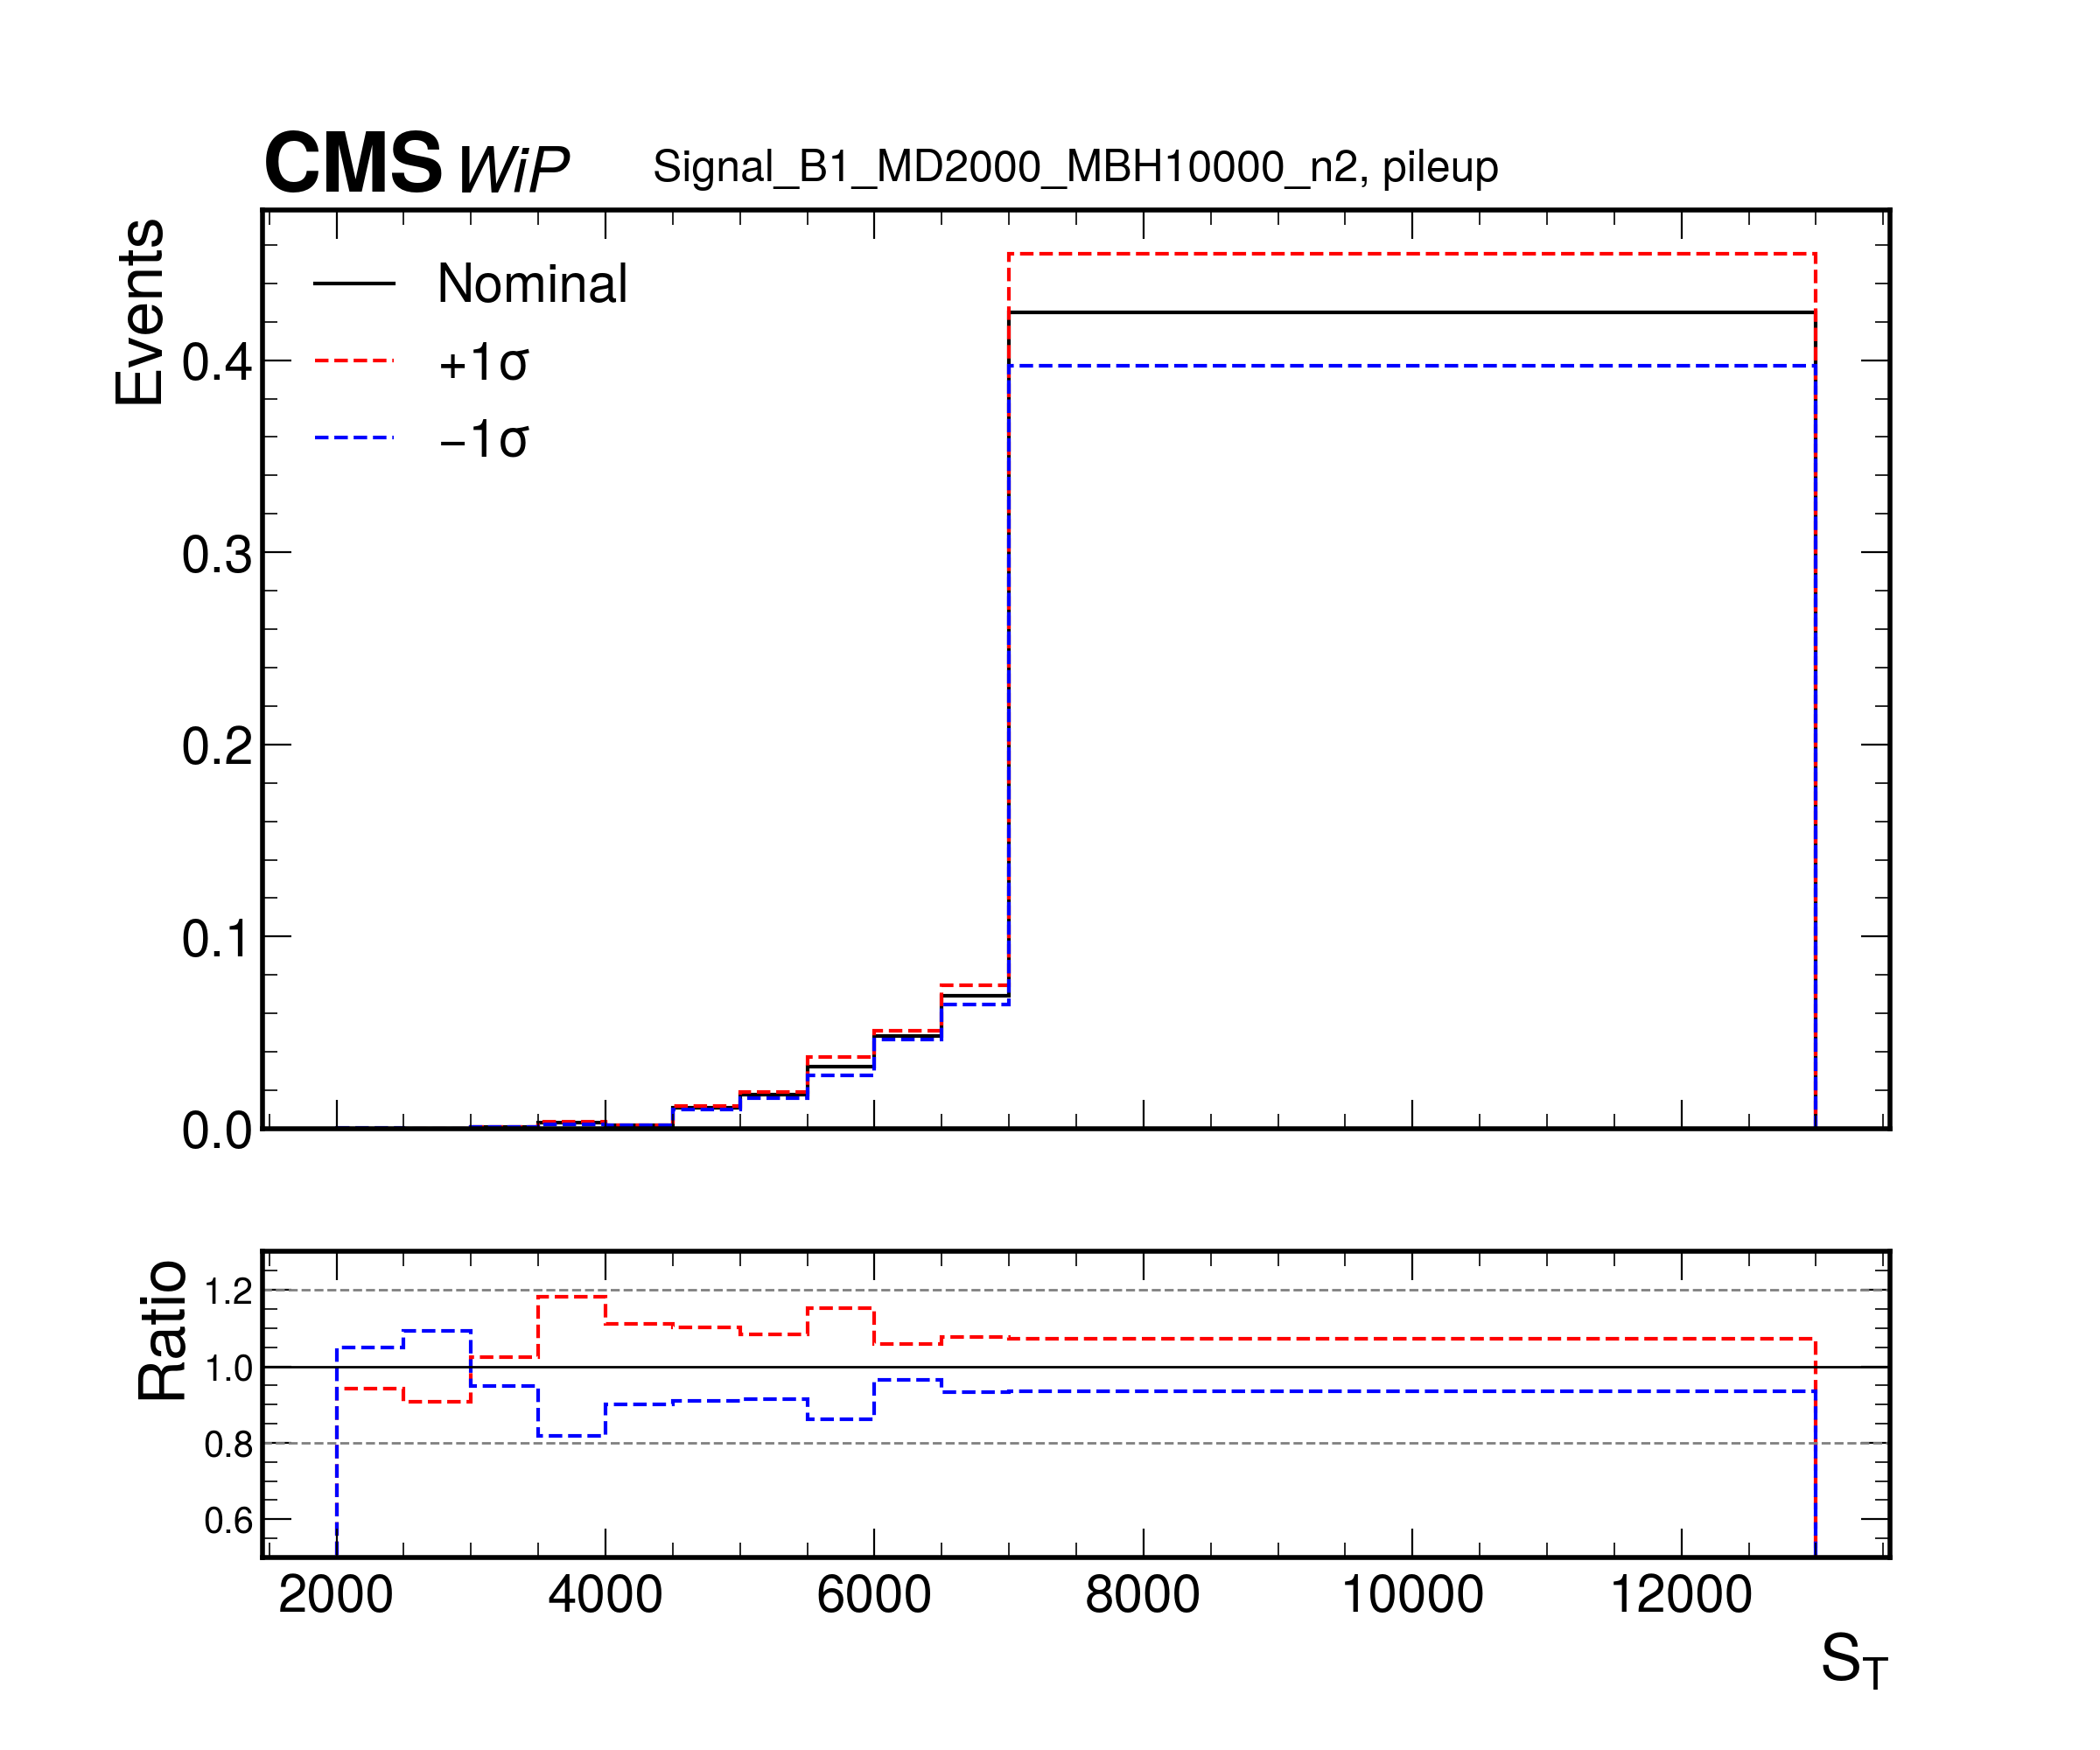 CMS WiP Signal_B1_MD2000_MBH10000_n2, pileup
Events
Nominal
+1σ
−1σ
0.4
0.3
0.2
0.1
0.0
Ratio
1.2
1.0
0.8
0.6
2000 4000 6000 8000 10000 12000
S_T